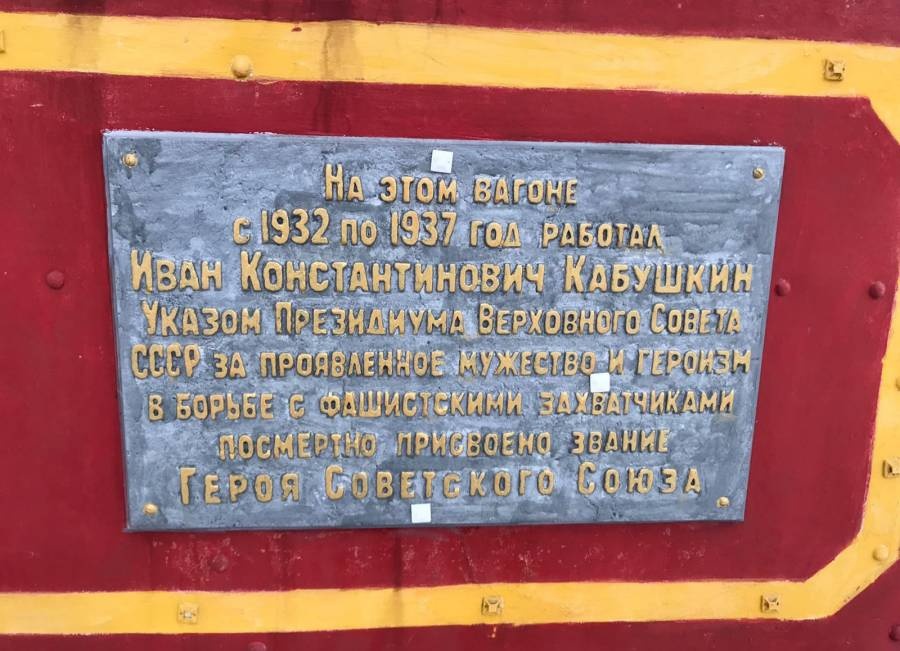 На этом вагоне
с 1932 по 1937 год работал
Иван Константинович Кабушкин
Указом Президиума Верховного Совета
СССР за проявленное мужество и героизм
в борьбе с фашистскими захватчиками
посмертно присвоено звание
Героя Советского Союза